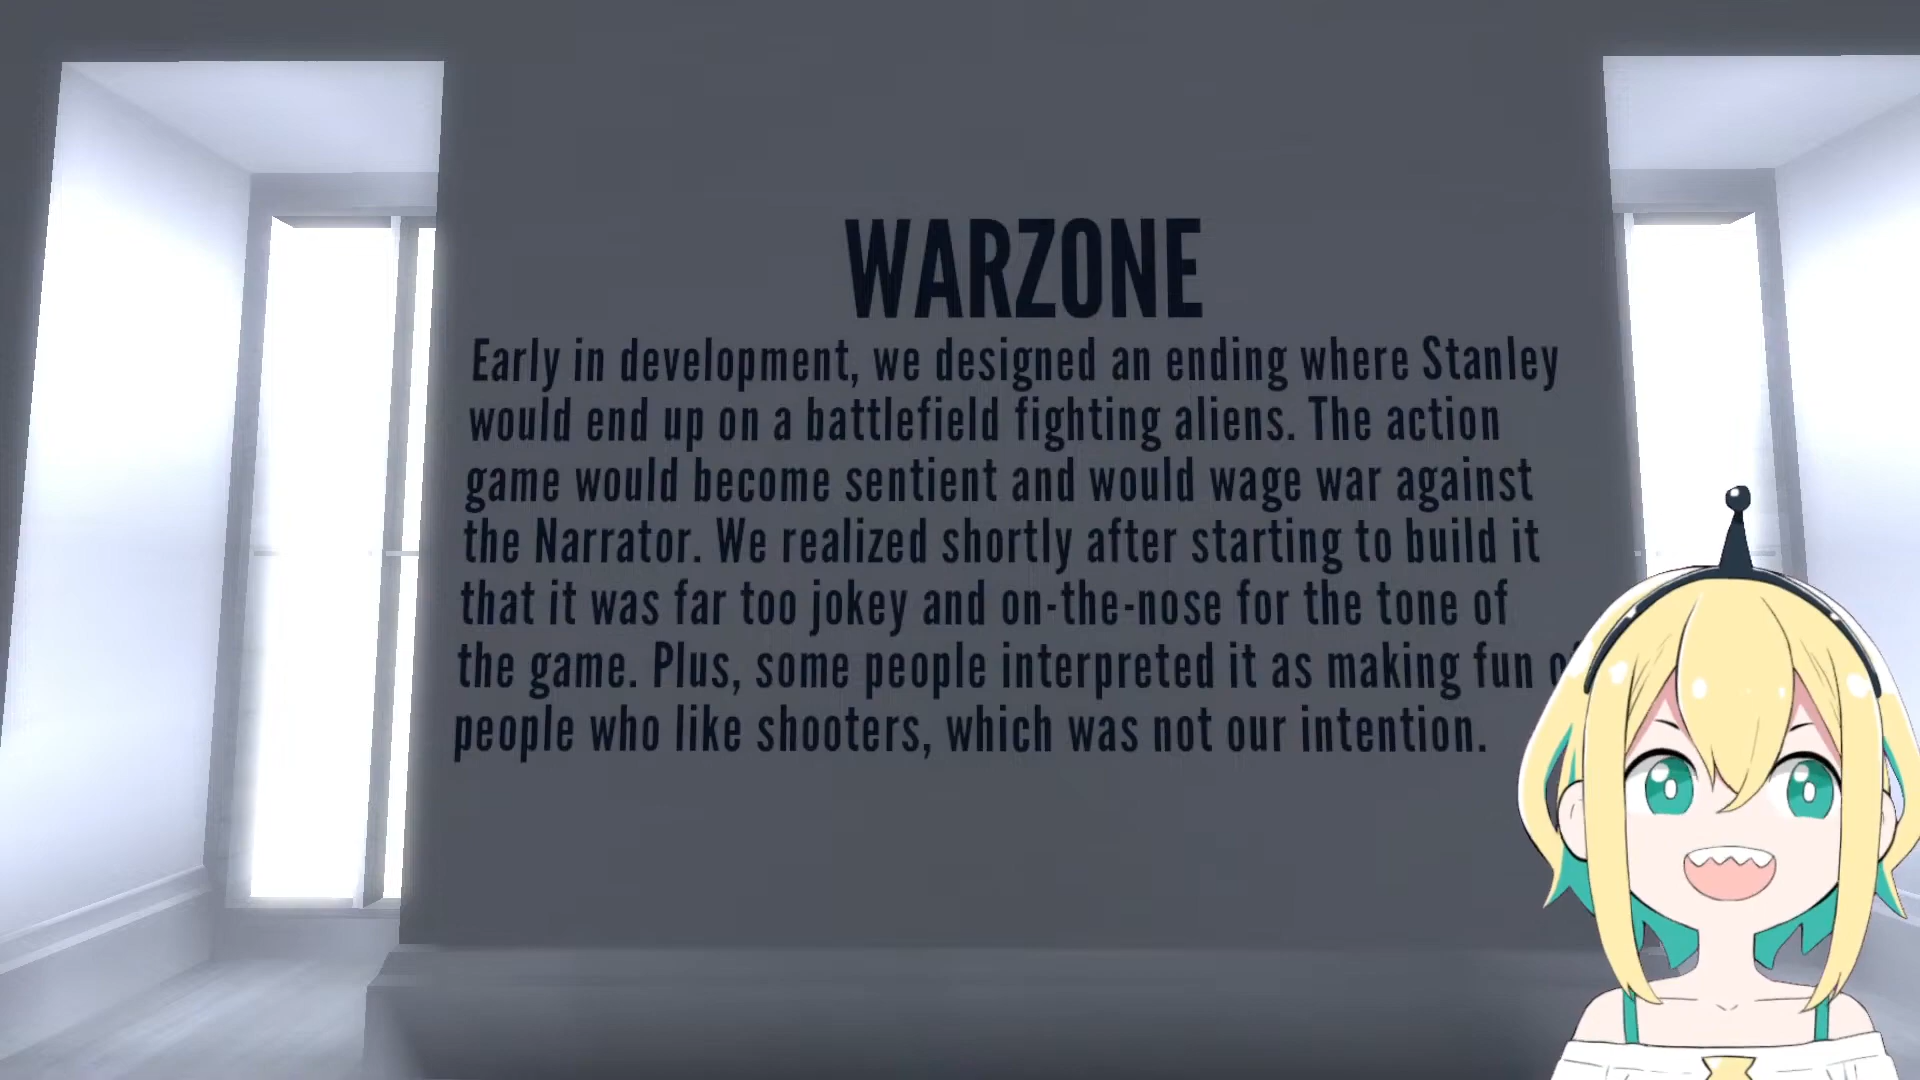 WARZONE
Early in development, we designed an ending where Stanley
would end up on a battlefield fighting aliens. The action
game would become sentient and would wage war against
the Narrator. We realized shortly after starting to build it
that it was far too jokey and on-the-nose for the tone of
the game. Plus, some people interpreted it as making fun of
people who like shooters, which was not our intention.